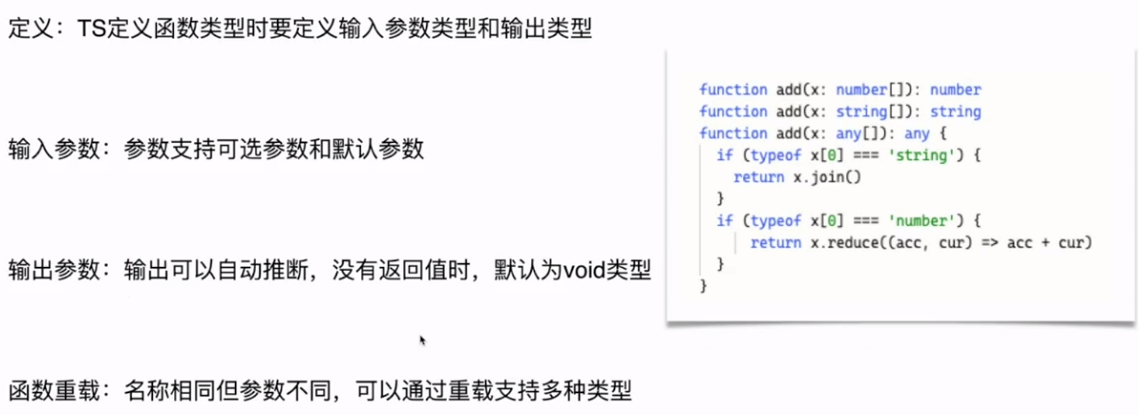 定义：TS定义函数类型时要定义输入参数类型和输出类型
输入参数：参数支持可选参数和默认参数
输出参数：输出可以自动推断，没有返回值时，默认为void类型
函数重载：名称相同但参数不同，可以通过重载支持多种类型
function add(x: number[]): number
function add(x: string[]): string
function add(x: any[]): any {
  if (typeof x[0] === 'string') {
    return x.join()
  }
  if (typeof x[0] === 'number') {
      return x.reduce((acc, cur) => acc + cur)
  }
}